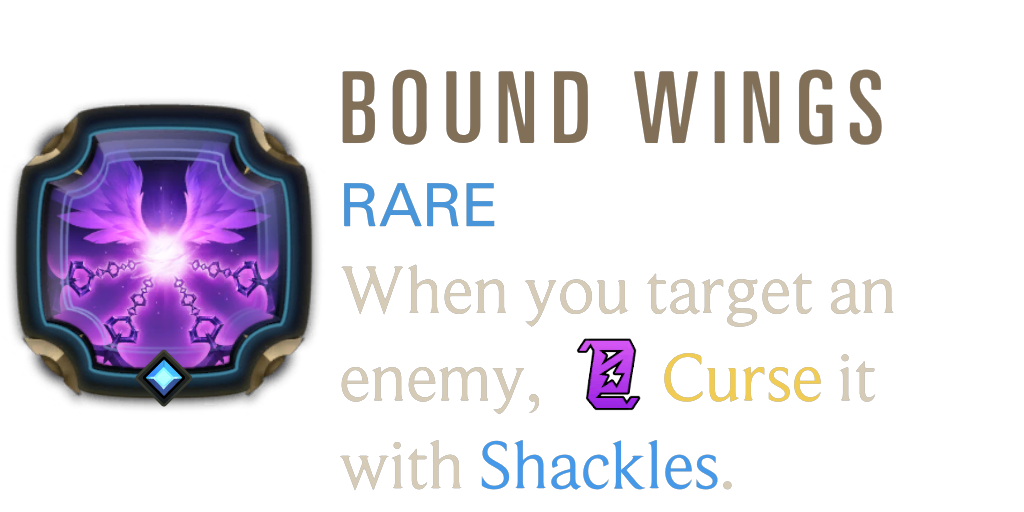 BOUND WINGS
RARE
When you target an
enemy, Curse it
with Shackles.